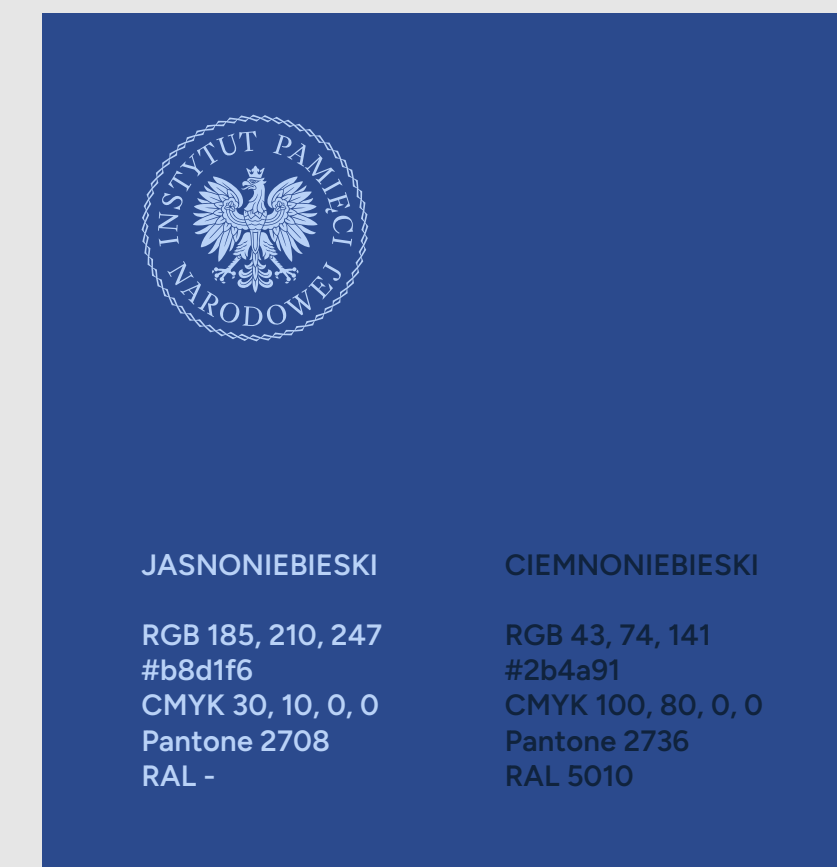 INSTYTUT PAMIĘCI
NARODOWEJ
JASNONIEBIESKI
RGB 185, 210, 247
#b8d1f6
CMYK 30, 10, 0, 0
Pantone 2708
RAL -
CIEMNONIEBIESKI
RGB 43, 74, 141
#2b4a91
CMYK 100, 80, 0, 0
Pantone 2736
RAL 5010